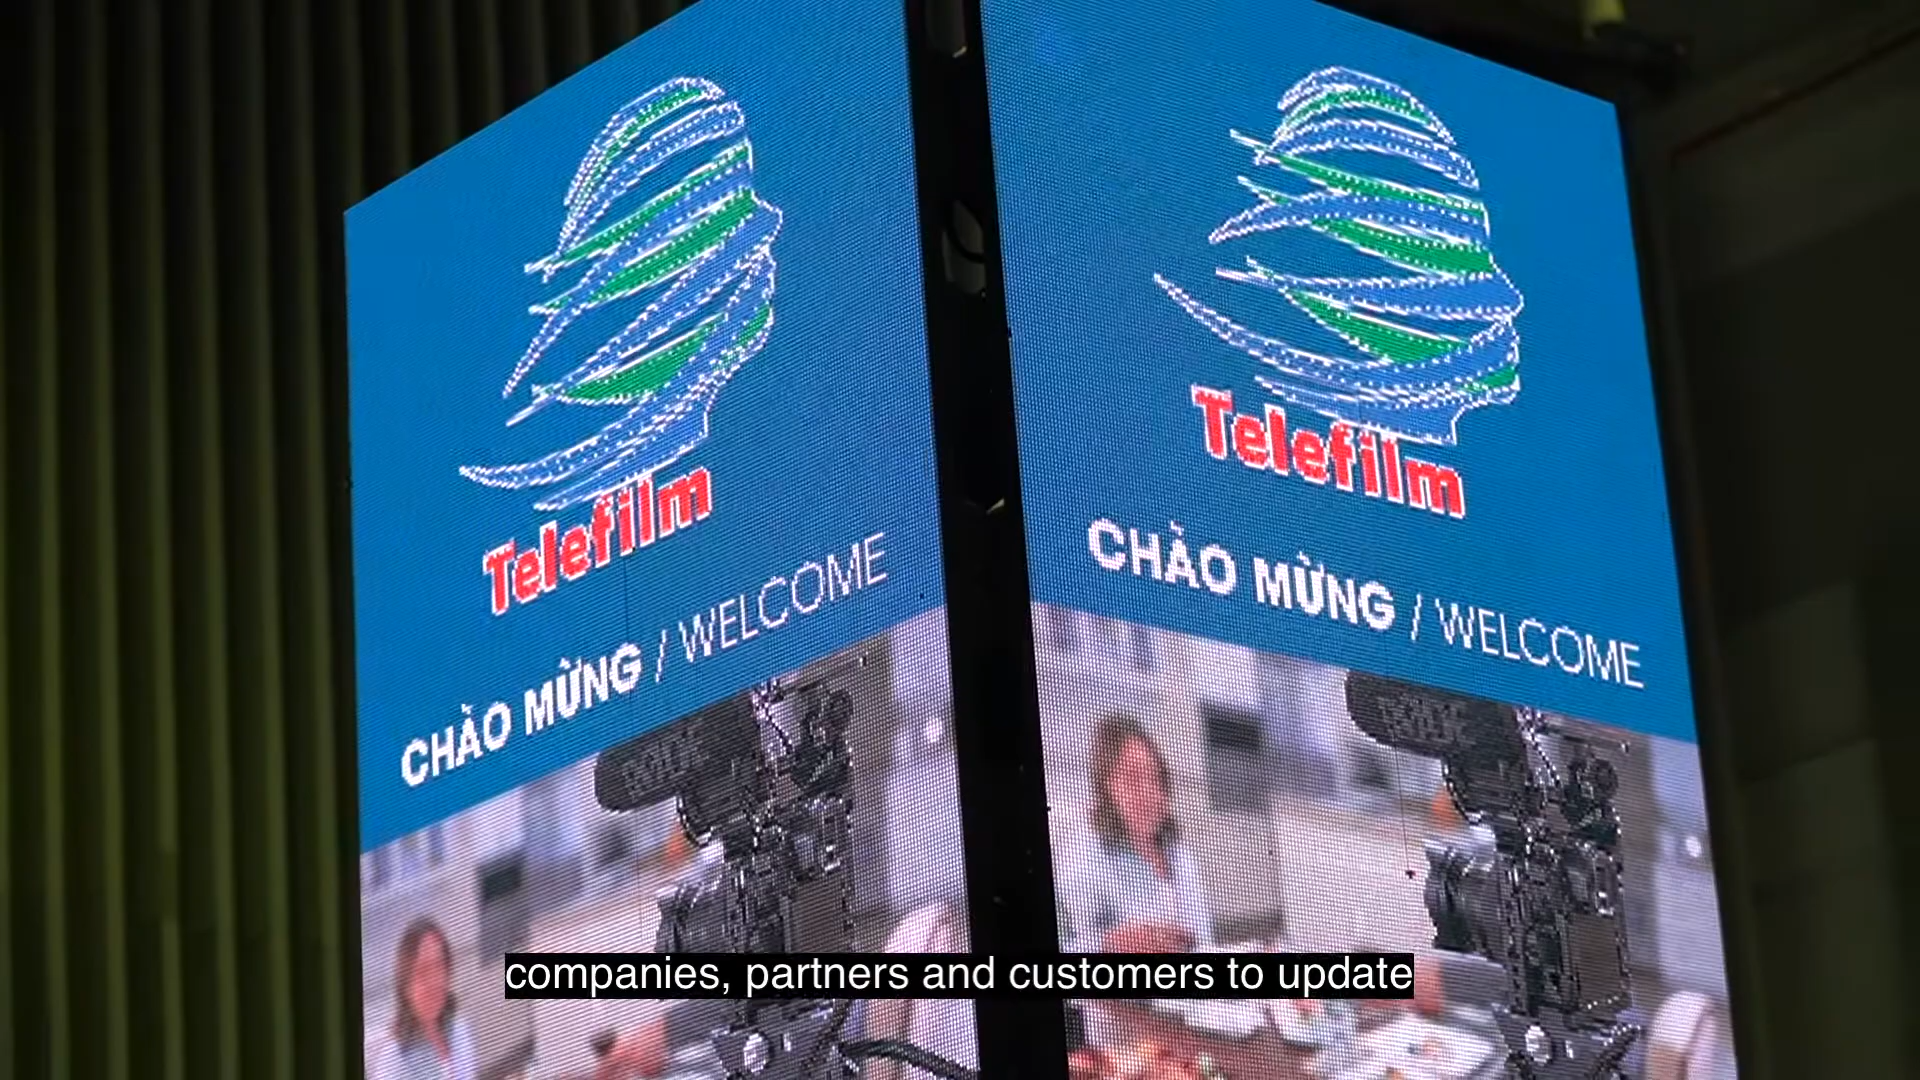 Telefilm
CHÀO MỪNG / WELCOME
Telefilm
CHÀO MỪNG / WELCOME
companies, partners and customers to update